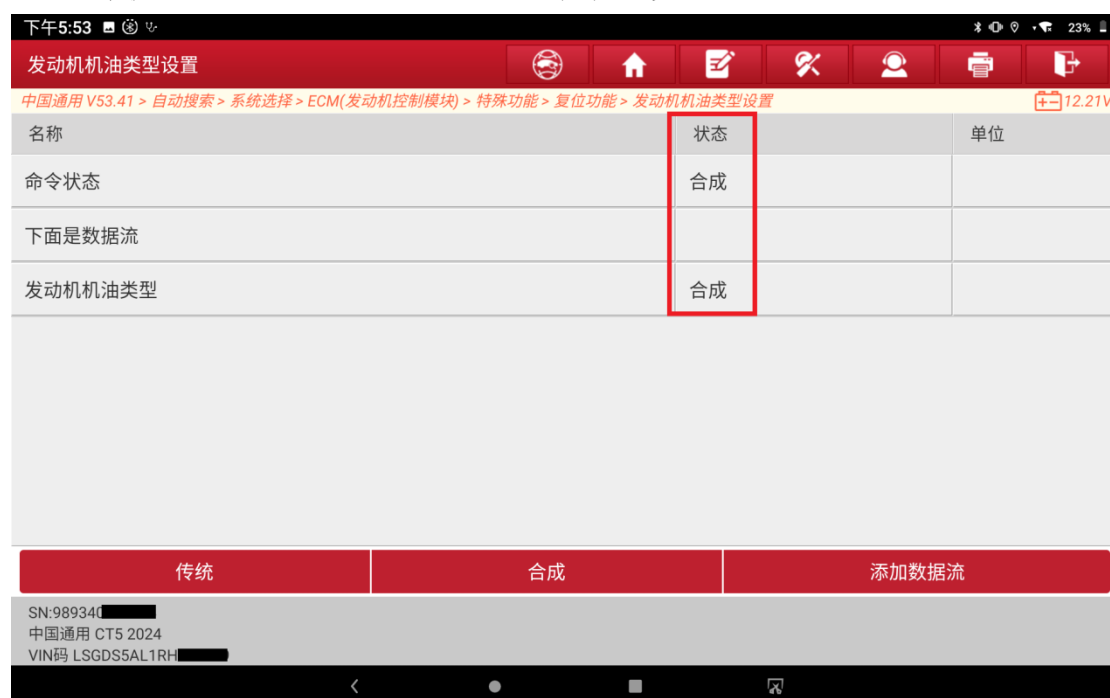 下午5:53
23%
发动机机油类型设置
中国通用 V53.41 > 自动搜索 > 系统选择 > ECM(发动机控制模块) > 特殊功能 > 复位功能 > 发动机机油类型设置
12.21V
名称 状态 单位
命令状态 合成
下面是数据流
发动机机油类型 合成
传统 合成 添加数据流
SN:989340
中国通用 CT5 2024
VIN码 LSGDS5AL1RH